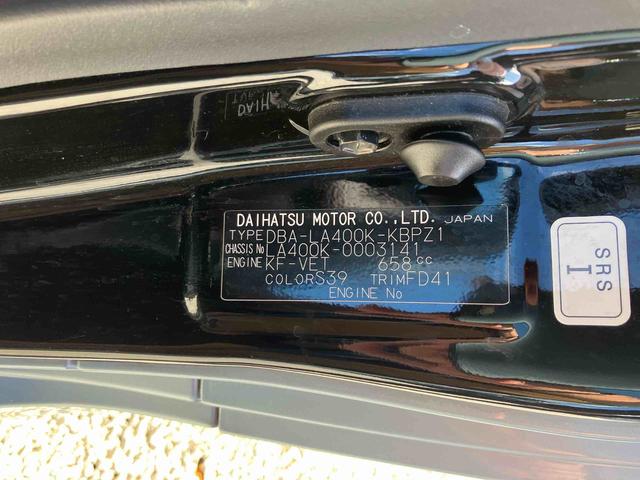 DAIHATSU MOTOR CO.,LTD. JAPAN
TYPE DBA-LA400K-KBPZ1
CHASSIS No LA400K-0003141
ENGINE KF-VET 658cc
COLOR S39 TRIM FD41
ENGINE No
SRS
I